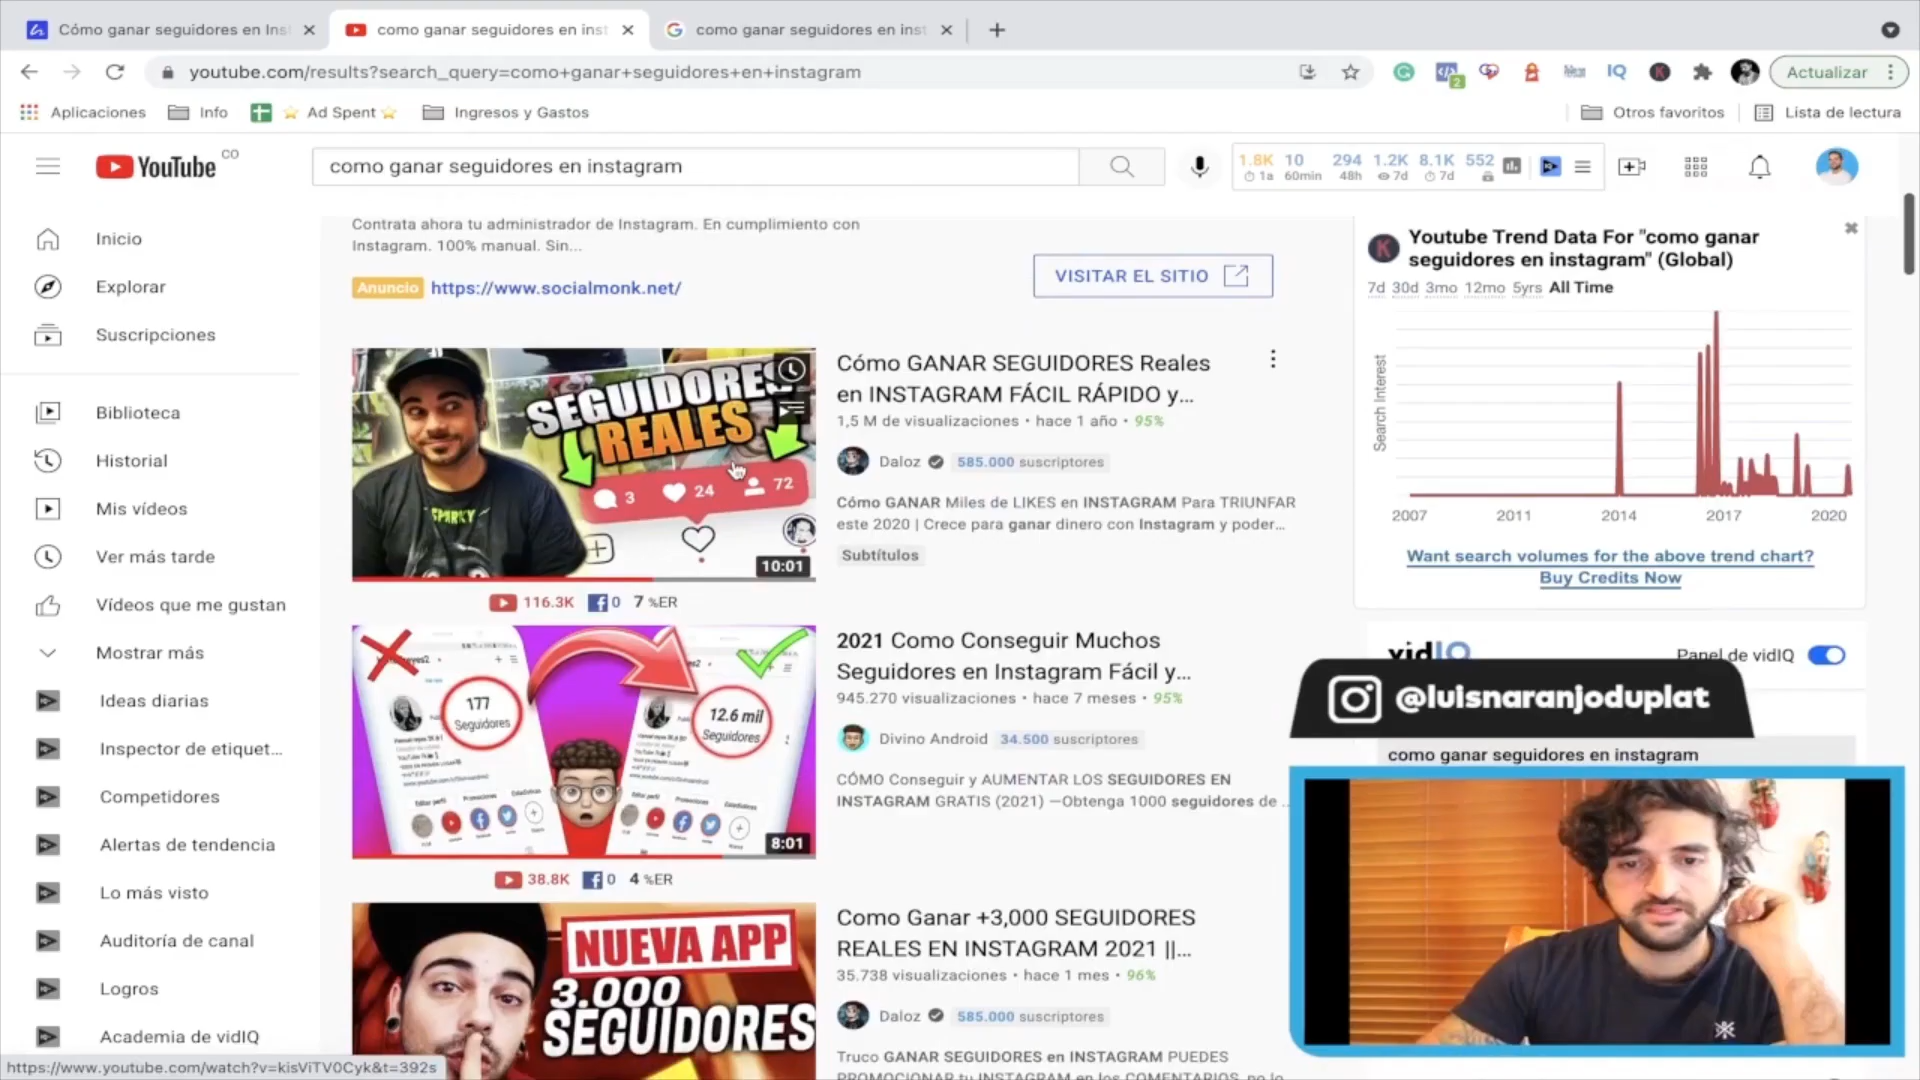 Cómo ganar seguidores en Inst
como ganar seguidores en inst
como ganar seguidores en inst
youtube.com/results?search_query=como+ganar+seguidores+en+instagram
2
IQ
K
Actualizar
Aplicaciones
Info
Ad Spent
Ingresos y Gastos
Otros favoritos
Lista de lectura
YouTube CO
como ganar seguidores en instagram
1.8K 10 294 1.2K 8.1K 552
1a 60min 48h 7d 7d
Inicio
Explorar
Suscripciones
Biblioteca
Historial
Mis vídeos
Ver más tarde
Vídeos que me gustan
Mostrar más
Ideas diarias
Inspector de etiquet...
Competidores
Alertas de tendencia
Lo más visto
Auditoría de canal
Logros
Academia de vidIQ
https://www.youtube.com/watch?v=kisViTV0Cyk&t=392s
Contrata ahora tu administrador de Instagram. En cumplimiento con
Instagram. 100% manual. Sin...
Anuncio https://www.socialmonk.net/
VISITAR EL SITIO
SEGUIDORES
REALES
3 24 72
10:01
Cómo GANAR SEGUIDORES Reales
en INSTAGRAM FÁCIL RÁPIDO y...
1,5 M de visualizaciones • hace 1 año • 95%
Daloz 585.000 suscriptores
Cómo GANAR Miles de LIKES en INSTAGRAM Para TRIUNFAR
este 2020 | Crece para ganar dinero con Instagram y poder...
Subtítulos
116.3K 0 7 %ER
177
Seguidores
12.6 mil
Seguidores
Editar perfil
Promociones
8:01
2021 Como Conseguir Muchos
Seguidores en Instagram Fácil y...
945.270 visualizaciones • hace 7 meses • 95%
Divino Android 34.500 suscriptores
CÓMO Conseguir y AUMENTAR LOS SEGUIDORES EN
INSTAGRAM GRATIS (2021) —Obtenga 1000 seguidores de ...
38.8K 0 4 %ER
NUEVA APP
3.000
SEGUIDORES
Como Ganar +3,000 SEGUIDORES
REALES EN INSTAGRAM 2021 ||...
35.738 visualizaciones • hace 1 mes • 96%
Daloz 585.000 suscriptores
Truco GANAR SEGUIDORES en INSTAGRAM PUEDES
PROMOCIONAR tu INSTAGRAM en los COMENTARIOS, no lo
K
Youtube Trend Data For "como ganar
seguidores en instagram" (Global)
7d 30d 3mo 12mo 5yrs All Time
Search Interest
2007 2011 2014 2017 2020
Want search volumes for the above trend chart?
Buy Credits Now
vidIQ
Panel de vidIQ
@luisnaranjoduplat
como ganar seguidores en instagram